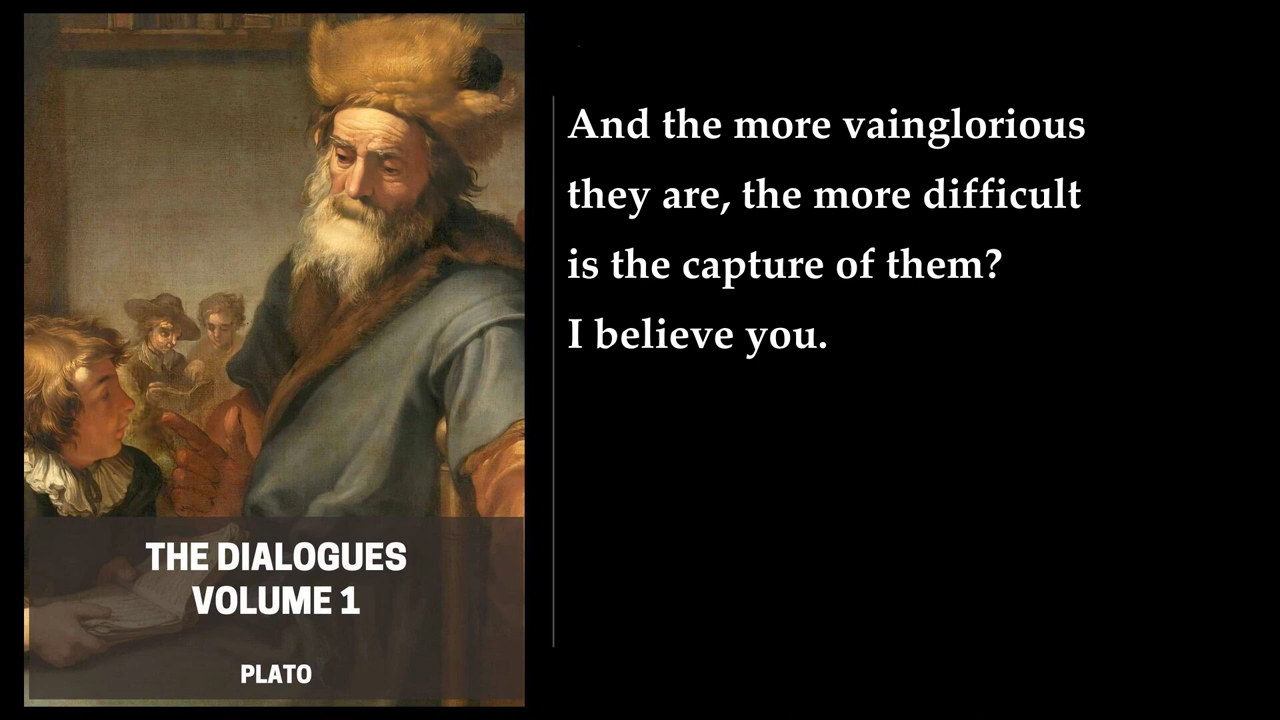 And the more vainglorious
they are, the more difficult
is the capture of them?
I believe you.
THE DIALOGUES
VOLUME 1
PLATO